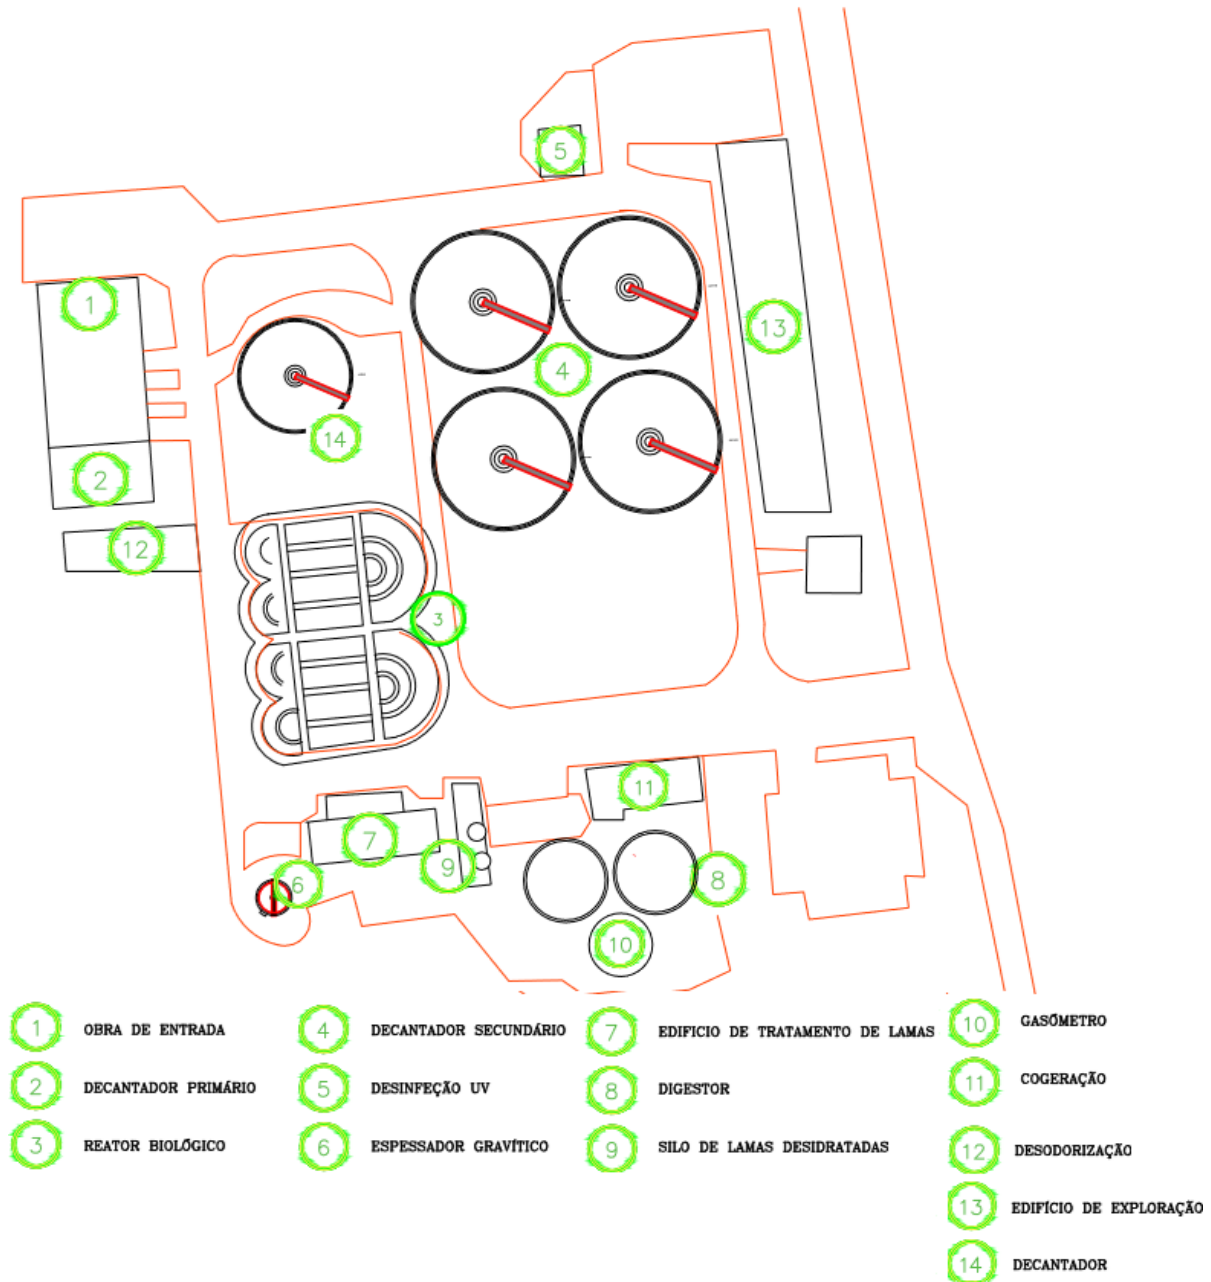 5
1
13
4
14
2
12
3
11
7
9
6
8
10
1 OBRA DE ENTRADA
2 DECANTADOR PRIMÁRIO
3 REATOR BIOLÓGICO
4 DECANTADOR SECUNDÁRIO
5 DESINFEÇÃO UV
6 ESPESSADOR GRAVÍTICO
7 EDIFICIO DE TRATAMENTO DE LAMAS
8 DIGESTOR
9 SILO DE LAMAS DESIDRATADAS
10 GASÓMETRO
11 COGERAÇÃO
12 DESODORIZAÇÃO
13 EDIFÍCIO DE EXPLORAÇÃO
14 DECANTADOR